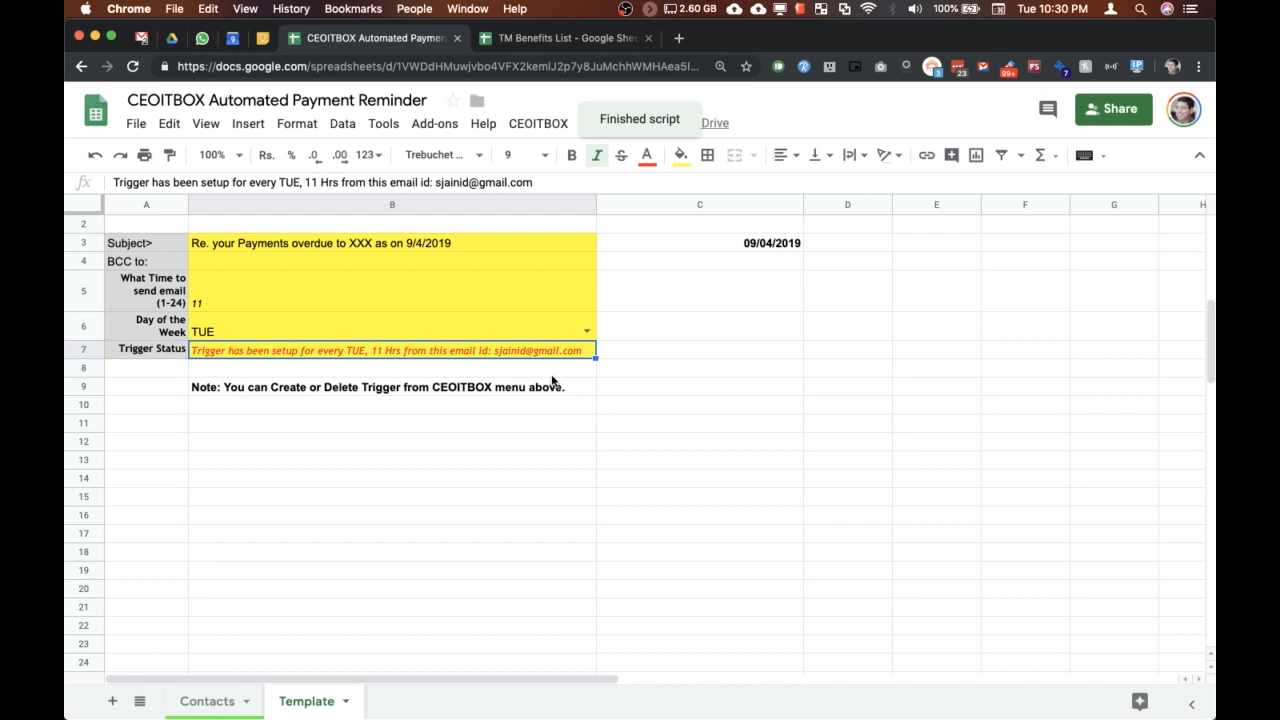 Chrome File Edit View History Bookmarks People Window Help 2.60 GB 100% Tue 10:30 PM
CEOITBOX Automated Paymen TM Benefits List - Google Shee
https://docs.google.com/spreadsheets/d/1VWDdHMuwjvbo4VFX2kemIJ2p7y8JuMchhWMHAea5I...
CEOITBOX Automated Payment Reminder
Share
Finished script
File Edit View Insert Format Data Tools Add-ons Help CEOITBOX Drive
100% Rs. % .0 .00 123 Trebuchet ... 9 B I S A
fx Trigger has been setup for every TUE, 11 Hrs from this email id: sjainid@gmail.com
A B C D E F G H
2
3 Subject> Re. your Payments overdue to XXX as on 9/4/2019 09/04/2019
4 BCC to:
What Time to
5 send email
(1-24) 11
Day of the
6 Week TUE
7 Trigger Status Trigger has been setup for every TUE, 11 Hrs from this email id: sjainid@gmail.com
8
9 Note: You can Create or Delete Trigger from CEOITBOX menu above.
10
11
12
13
14
15
16
17
18
19
20
21
22
23
24
Contacts Template